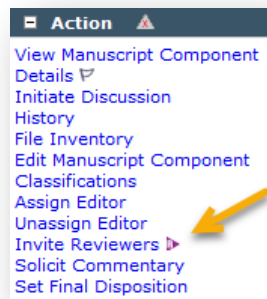 Action
View Manuscript Component
Details
Initiate Discussion
History
File Inventory
Edit Manuscript Component
Classifications
Assign Editor
Unassign Editor
Invite Reviewers
Solicit Commentary
Set Final Disposition